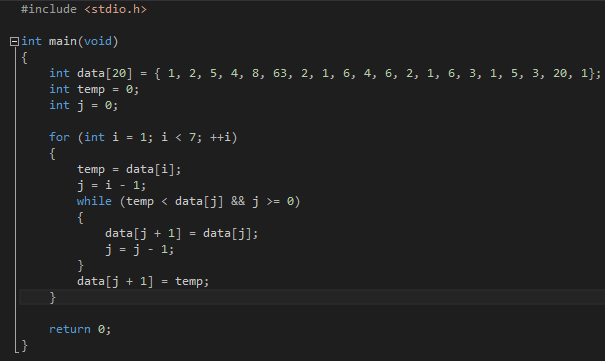 #include <stdio.h>
int main(void)
{
int data[20] = { 1, 2, 5, 4, 8, 63, 2, 1, 6, 4, 6, 2, 1, 6, 3, 1, 5, 3, 20, 1};
int temp = 0;
int j = 0;
for (int i = 1; i < 7; ++i)
{
temp = data[i];
j = i - 1;
while (temp < data[j] && j >= 0)
{
data[j + 1] = data[j];
j = j - 1;
}
data[j + 1] = temp;
}
return 0;
}